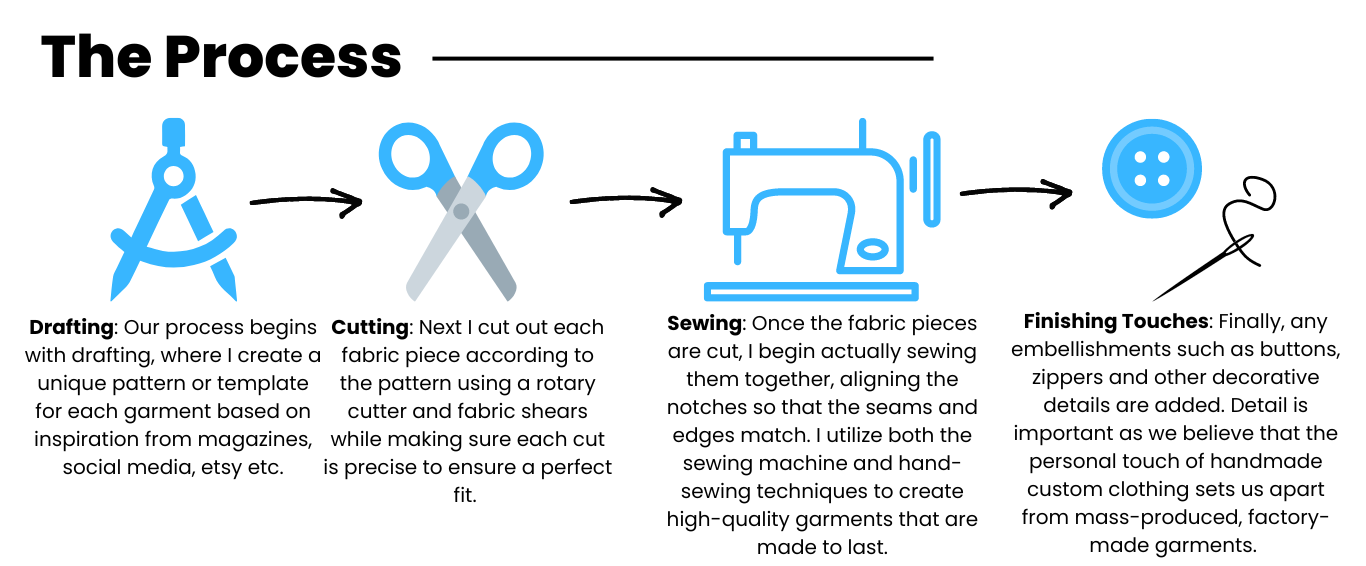 The Process
Drafting: Our process begins
with drafting, where I create a
unique pattern or template
for each garment based on
inspiration from magazines,
social media, etsy etc.
Cutting: Next I cut out each
fabric piece according to
the pattern using a rotary
cutter and fabric shears
while making sure each cut
is precise to ensure a perfect
fit.
Sewing: Once the fabric pieces
are cut, I begin actually sewing
them together, aligning the
notches so that the seams and
edges match. I utilize both the
sewing machine and hand-
sewing techniques to create
high-quality garments that are
made to last.
Finishing Touches: Finally, any
embellishments such as buttons,
zippers and other decorative
details are added. Detail is
important as we believe that the
personal touch of handmade
custom clothing sets us apart
from mass-produced, factory-
made garments.